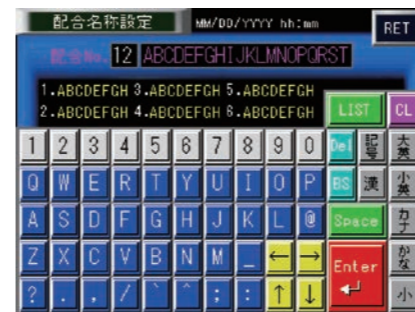 配合名称設定 MM/DD/YYYY hh:mm RET
配合No. 12 ABCDEFGHIJKLMNOPQRST
1.ABCDEFGH 3.ABCDEFGH 5.ABCDEFGH
2.ABCDEFGH 4.ABCDEFGH 6.ABCDEFGH LIST CL
1 2 3 4 5 6 7 8 9 0 Del 記号 大英
Q W E R T Y U I O P BS 漢 小英
A S D F G H J K L @ Space カナ
Z X C V B N M _ ← → Enter かな
? . , / ` ^ ; : ↑ ↓ 小